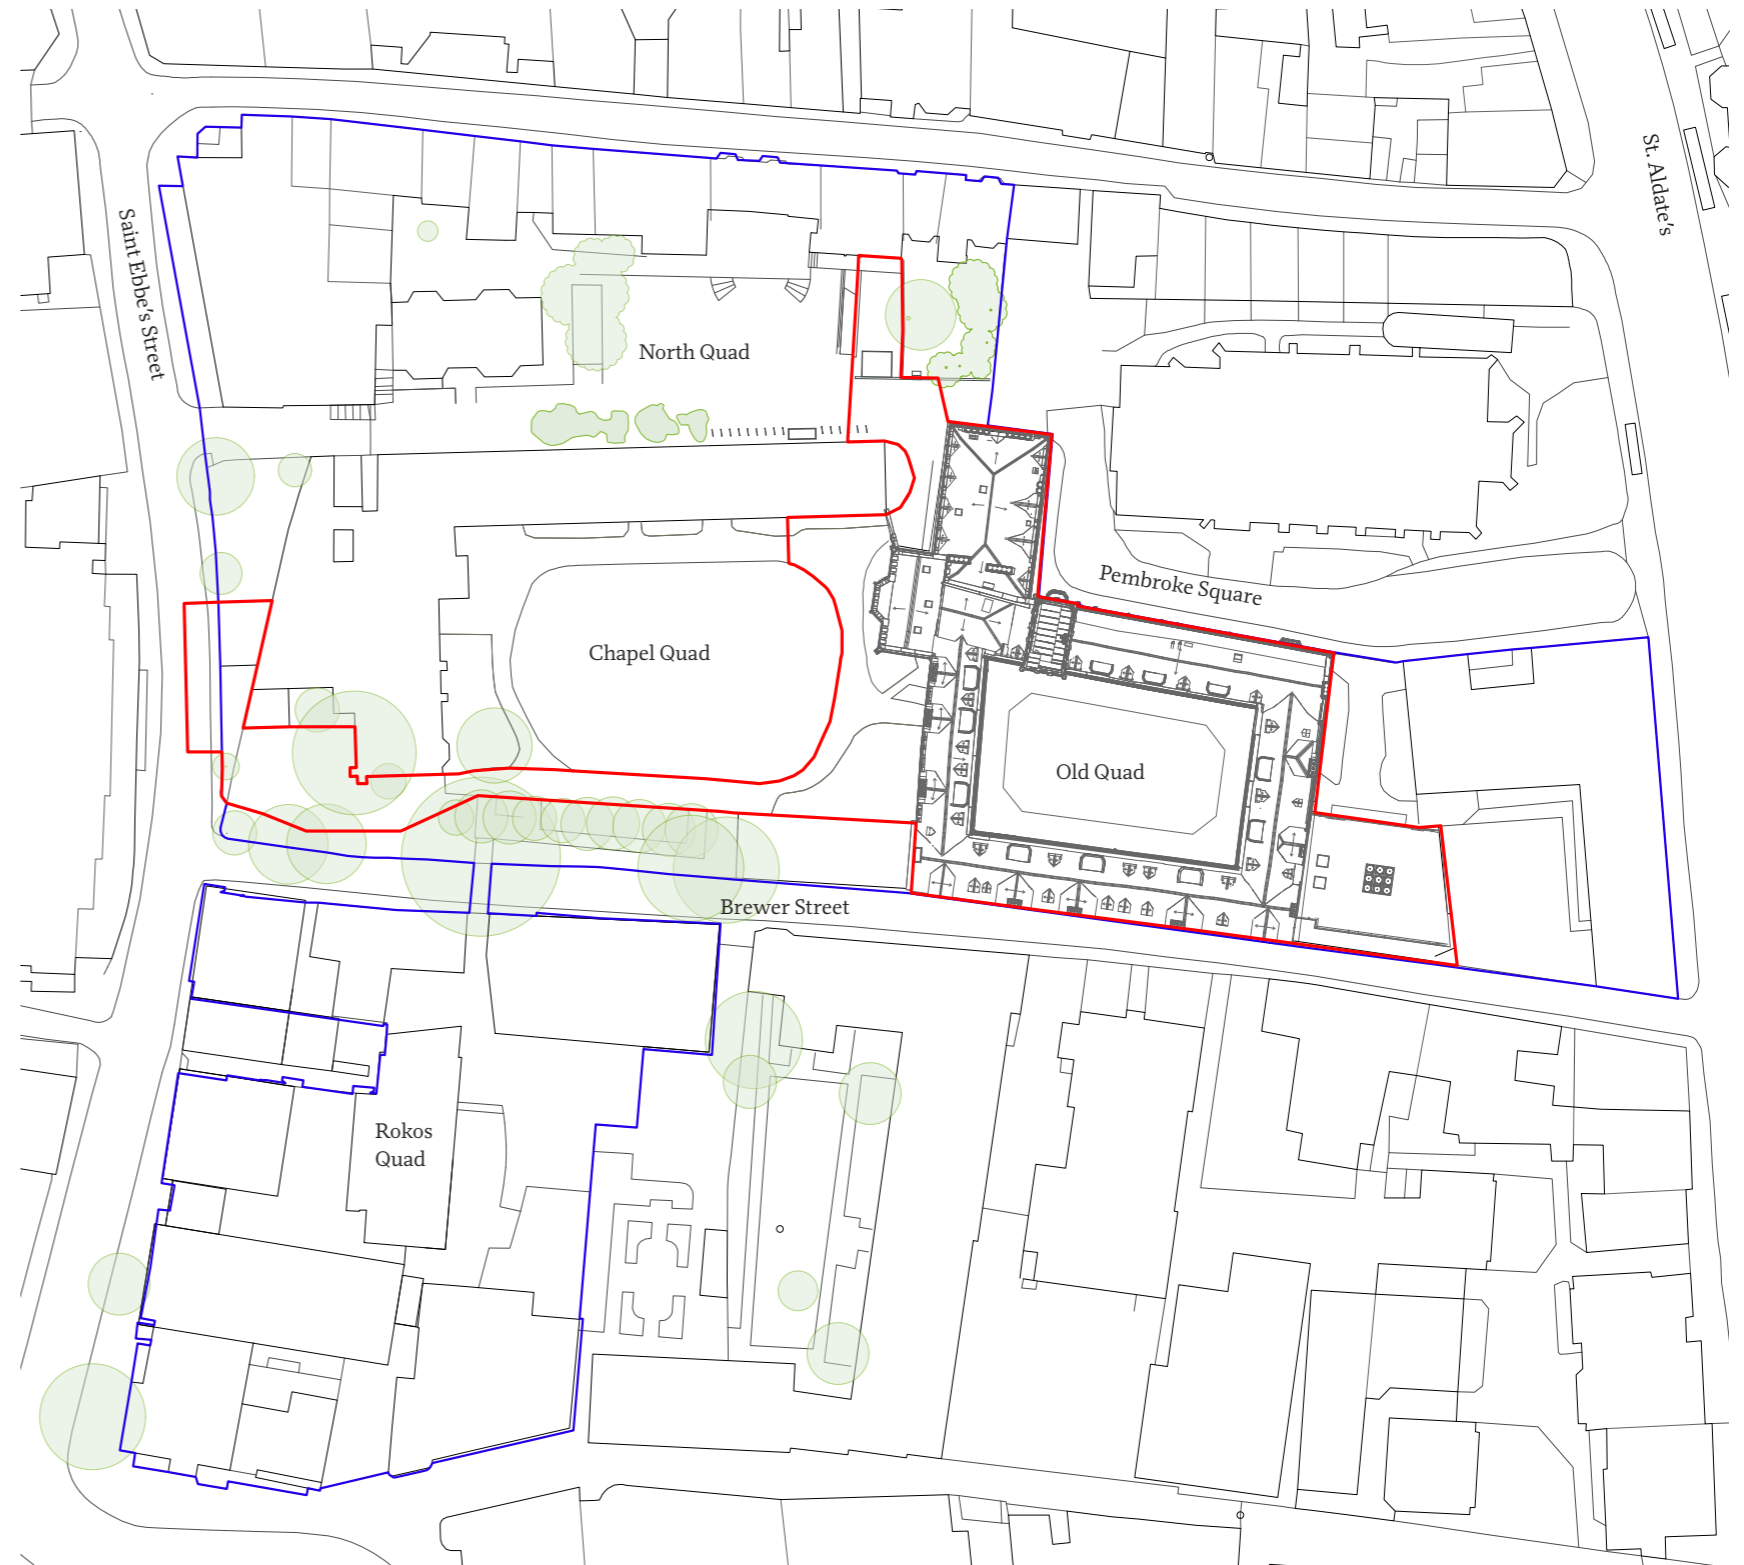 St. Aldate's
Saint Ebbe's Street
North Quad
Pembroke Square
Chapel Quad
Old Quad
Brewer Street
Rokos
Quad